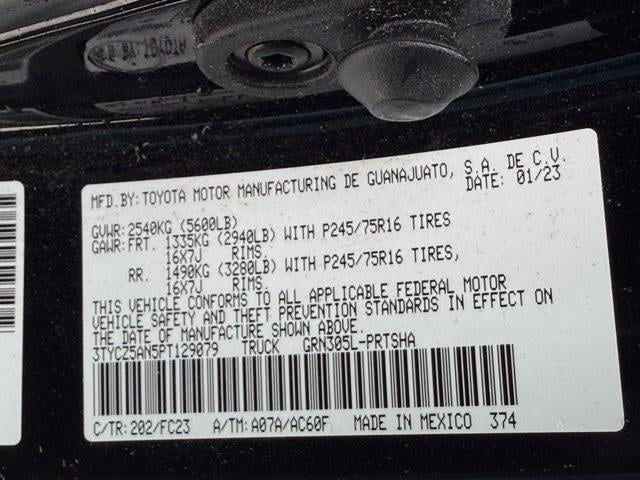 MFD.BY:TOYOTA MOTOR MANUFACTURING DE GUANAJUATO, S.A. DE C.V.
DATE: 01/23
GVWR:2540KG (5600LB)
GAWR:FRT. 1335KG (2940LB) WITH P245/75R16 TIRES
16X7J RIMS.
RR. 1490KG (3280LB) WITH P245/75R16 TIRES,
16X7J RIMS.
THIS VEHICLE CONFORMS TO ALL APPLICABLE FEDERAL MOTOR
VEHICLE SAFETY AND THEFT PREVENTION STANDARDS IN EFFECT ON
THE DATE OF MANUFACTURE SHOWN ABOVE.
3TYCZ5AN5PT129079 TRUCK GRN305L-PRTSHA
C/TR:202/FC23 A/TM:A07A/AC60F MADE IN MEXICO 374